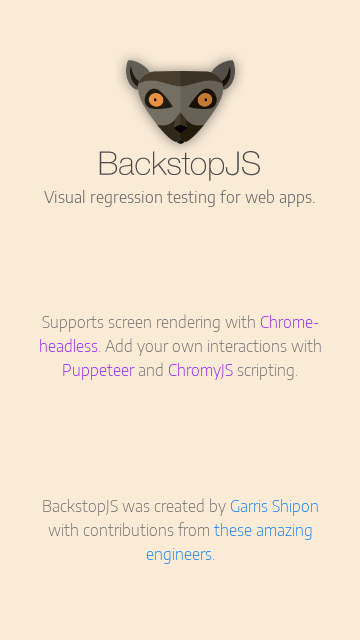 BackstopJS
Visual regression testing for web apps.
Supports screen rendering with Chrome-
headless. Add your own interactions with
Puppeteer and ChromyJS scripting.
BackstopJS was created by Garris Shipon
with contributions from these amazing
engineers.